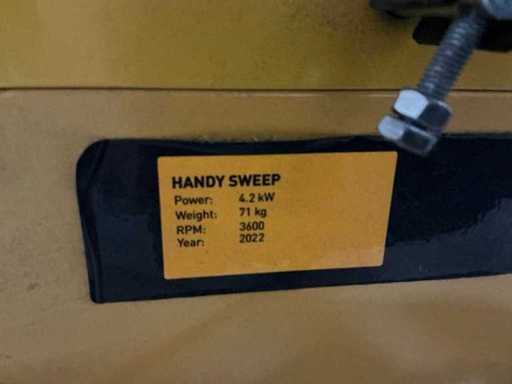 HANDY SWEEP
Power: 4.2 kW
Weight: 71 kg
RPM: 3600
Year: 2022